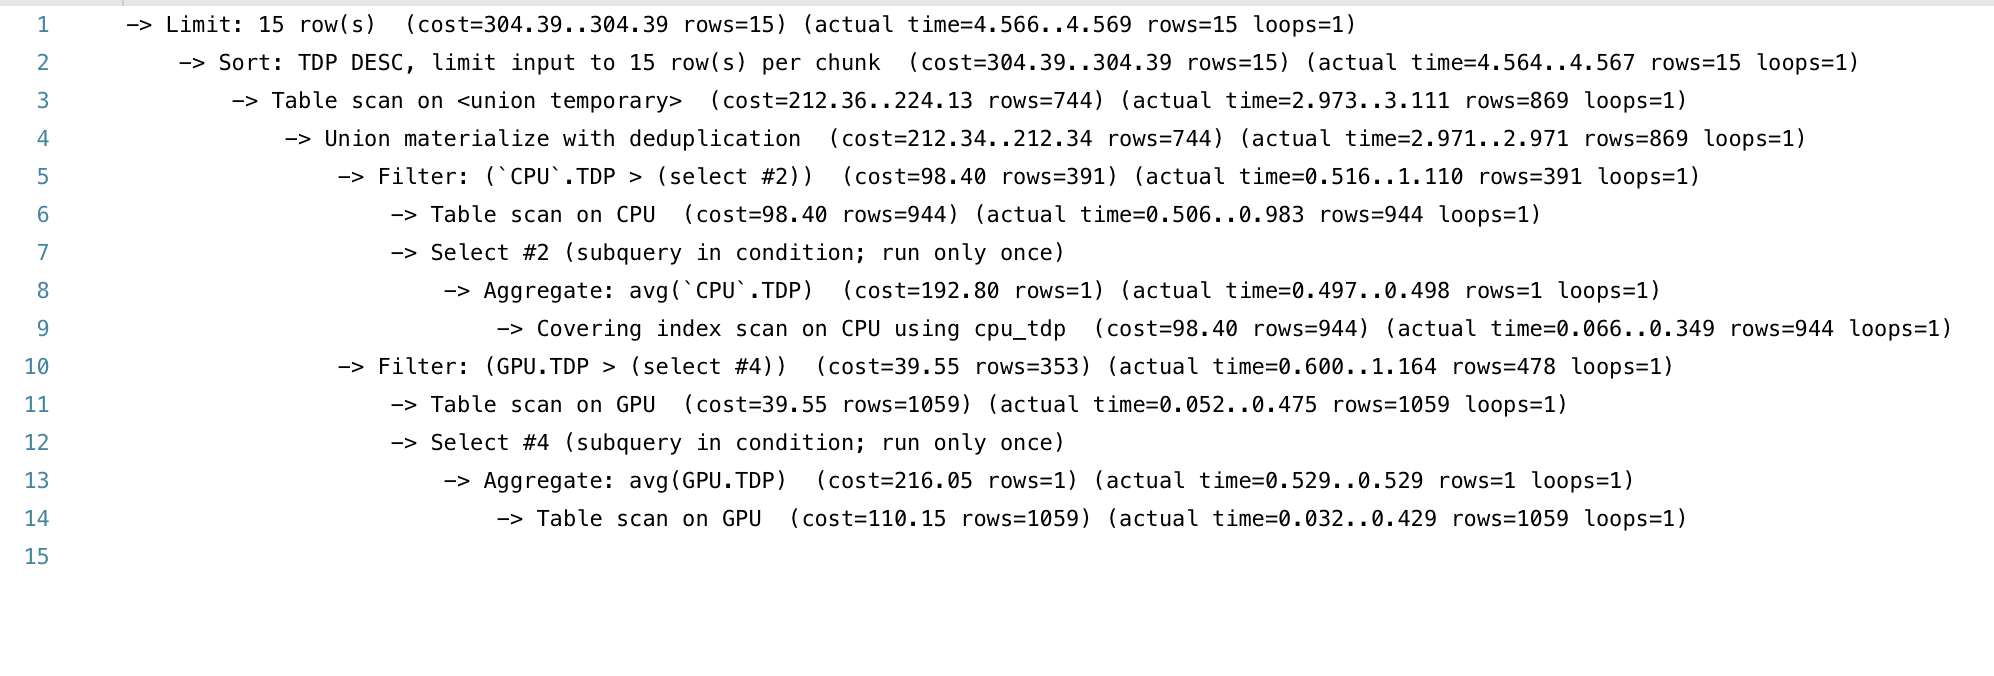 1 -> Limit: 15 row(s) (cost=304.39..304.39 rows=15) (actual time=4.566..4.569 rows=15 loops=1)
2 -> Sort: TDP DESC, limit input to 15 row(s) per chunk (cost=304.39..304.39 rows=15) (actual time=4.564..4.567 rows=15 loops=1)
3 -> Table scan on <union temporary> (cost=212.36..224.13 rows=744) (actual time=2.973..3.111 rows=869 loops=1)
4 -> Union materialize with deduplication (cost=212.34..212.34 rows=744) (actual time=2.971..2.971 rows=869 loops=1)
5 -> Filter: (`CPU`.TDP > (select #2)) (cost=98.40 rows=391) (actual time=0.516..1.110 rows=391 loops=1)
6 -> Table scan on CPU (cost=98.40 rows=944) (actual time=0.506..0.983 rows=944 loops=1)
7 -> Select #2 (subquery in condition; run only once)
8 -> Aggregate: avg(`CPU`.TDP) (cost=192.80 rows=1) (actual time=0.497..0.498 rows=1 loops=1)
9 -> Covering index scan on CPU using cpu_tdp (cost=98.40 rows=944) (actual time=0.066..0.349 rows=944 loops=1)
10 -> Filter: (GPU.TDP > (select #4)) (cost=39.55 rows=353) (actual time=0.600..1.164 rows=478 loops=1)
11 -> Table scan on GPU (cost=39.55 rows=1059) (actual time=0.052..0.475 rows=1059 loops=1)
12 -> Select #4 (subquery in condition; run only once)
13 -> Aggregate: avg(GPU.TDP) (cost=216.05 rows=1) (actual time=0.529..0.529 rows=1 loops=1)
14 -> Table scan on GPU (cost=110.15 rows=1059) (actual time=0.032..0.429 rows=1059 loops=1)
15